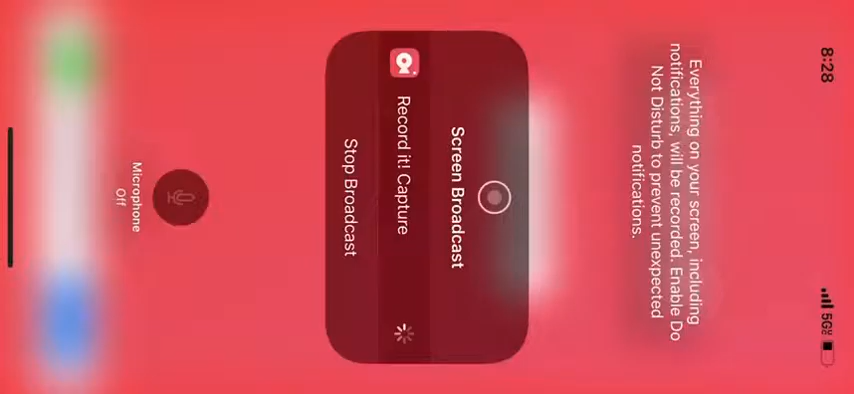 8:28
5G
Everything on your screen, including
notifications, will be recorded. Enable Do
Not Disturb to prevent unexpected
notifications.
Screen Broadcast
Record it! Capture
Stop Broadcast
Microphone
Off